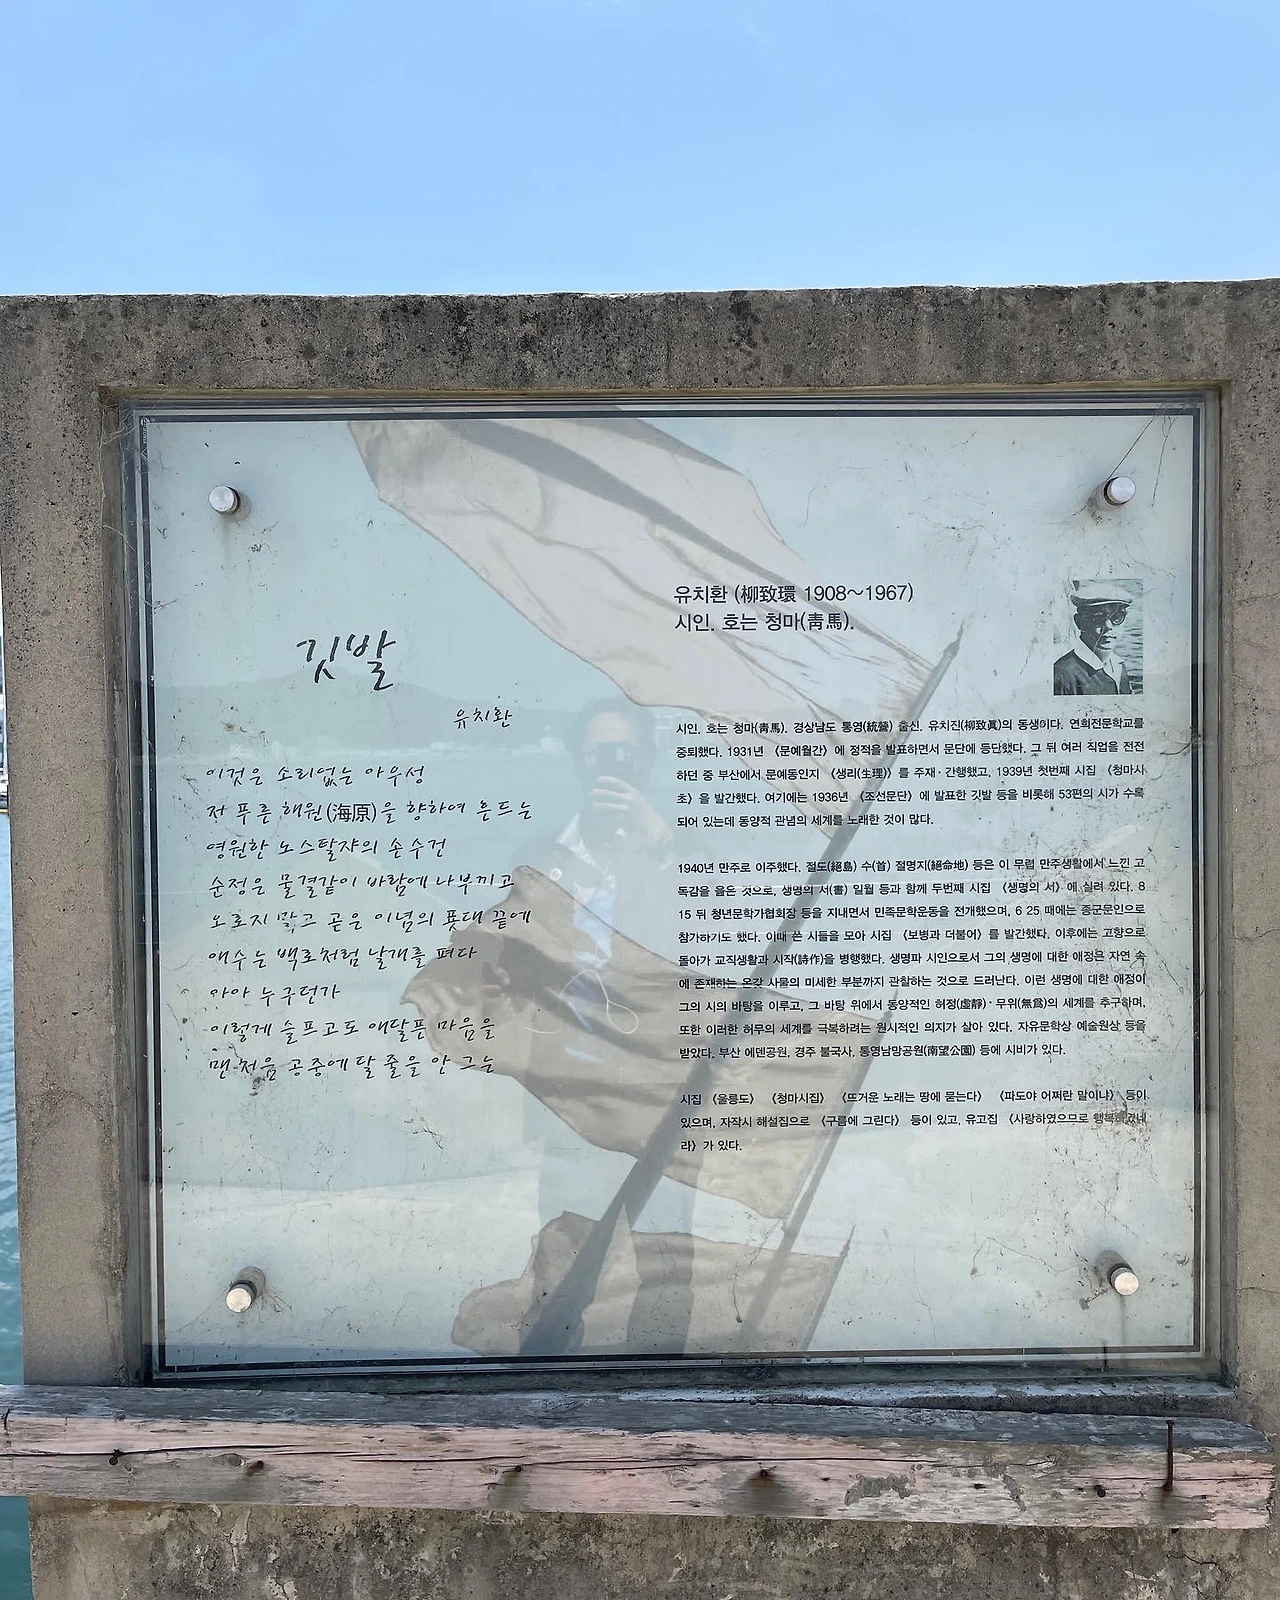 깃발
유치환
이것은 소리없는 아우성
저 푸른 해원(海原)을 향하여 흔드는
영원한 노스탈쟈의 손수건
순정은 물결같이 바람에 나부끼고
오로지 맑고 곧은 이념의 푯대 끝에
애수는 백로처럼 날개를 펴다
아아 누구던가
이렇게 슬프고도 애달픈 마음을
맨 처음 공중에 달 줄을 안 그는
유치환 (柳致環 1908~1967)
시인. 호는 청마(靑馬).
시인, 호는 청마(靑馬), 경상남도 통영(統營) 출신. 유치진(柳致眞)의 동생이다. 연희전문학교를
중퇴했다. 1931년 《문예월간》에 정적을 발표하면서 문단에 등단했다. 그 뒤 여러 직업을 전전
하던 중 부산에서 문예동인지 《생리(生理)》를 주재·간행했고, 1939년 첫번째 시집 《청마시
초》을 발간했다. 여기에는 1936년 《조선문단》에 발표한 깃발 등을 비롯해 53편의 시가 수록
되어 있는데 동양적 관념의 세계를 노래한 것이 많다.
1940년 만주로 이주했다. 절도(絕島) 수(首) 절명지(絕命地) 등은 이 무렵 만주생활에서 느낀 고
독감을 읊은 것으로, 생명의 서(書) 일월 등과 함께 두번째 시집 《생명의 서》에 실려 있다. 8
15 뒤 청년문학가협회장 등을 지내면서 민족문학운동을 전개했으며, 6 25 때에는 종군문인으로
참가하기도 했다. 이때 쓴 시들을 모아 시집 《보병과 더불어》를 발간했다. 이후에는 고향으로
돌아가 교직생활과 시작(詩作)을 병행했다. 생명파 시인으로서 그의 생명에 대한 애정은 자연 속
에 존재하는 온갖 사물의 미세한 부분까지 관찰하는 것으로 드러난다. 이런 생명에 대한 애정이
그의 시의 바탕을 이루고, 그 바탕 위에서 동양적인 허정(虛靜)·무위(無爲)의 세계를 추구하며,
또한 이러한 허무의 세계를 극복하려는 원시적인 의지가 살아 있다. 자유문학상 예술원상 등을
받았다. 부산 에덴공원, 경주 불국사, 통영남망공원(南望公園) 등에 시비가 있다.
시집 《울릉도》 《청마시집》 《뜨거운 노래는 땅에 묻는다》 《파도야 어쩌란 말이냐》 등이
있으며, 자작시 해설집으로 《구름에 그린다》 등이 있고, 유고집 《사랑하였으므로 행복하였네
라》가 있다.